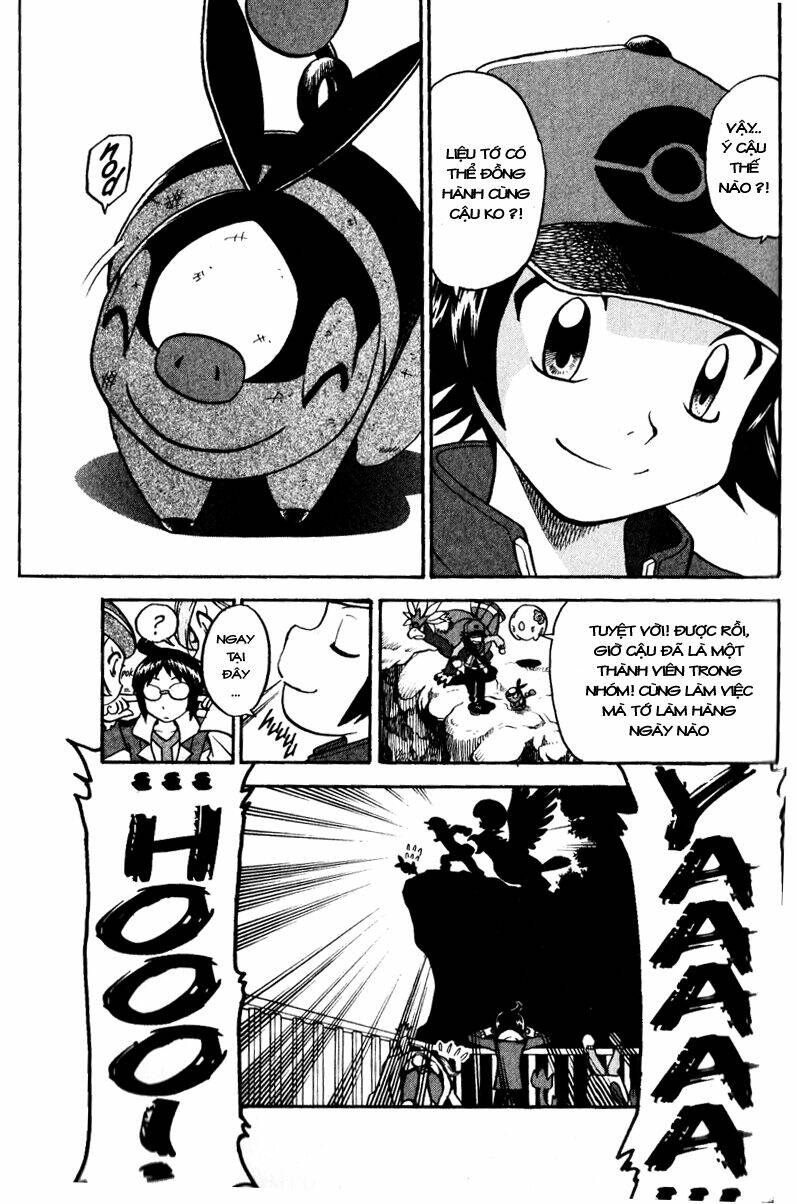 VẬY..
Ý CẬU
THẾ
NÀO ?!
LIỆU TỚ CÓ
THỂ ĐỒNG
HÀNH CÙNG
CẬU KO ?!
nod
TUYỆT VỜI! ĐƯỢC RỒI,
GIỜ CẬU ĐÃ LÀ MỘT
THÀNH VIÊN TRONG
NHÓM! CÙNG LÀM VIỆC
MÀ TỚ LÀM HÀNG
NGÀY NÀO
NGAY
TẠI
ĐÂY
...
?
YAAAAA...
...HOOO!